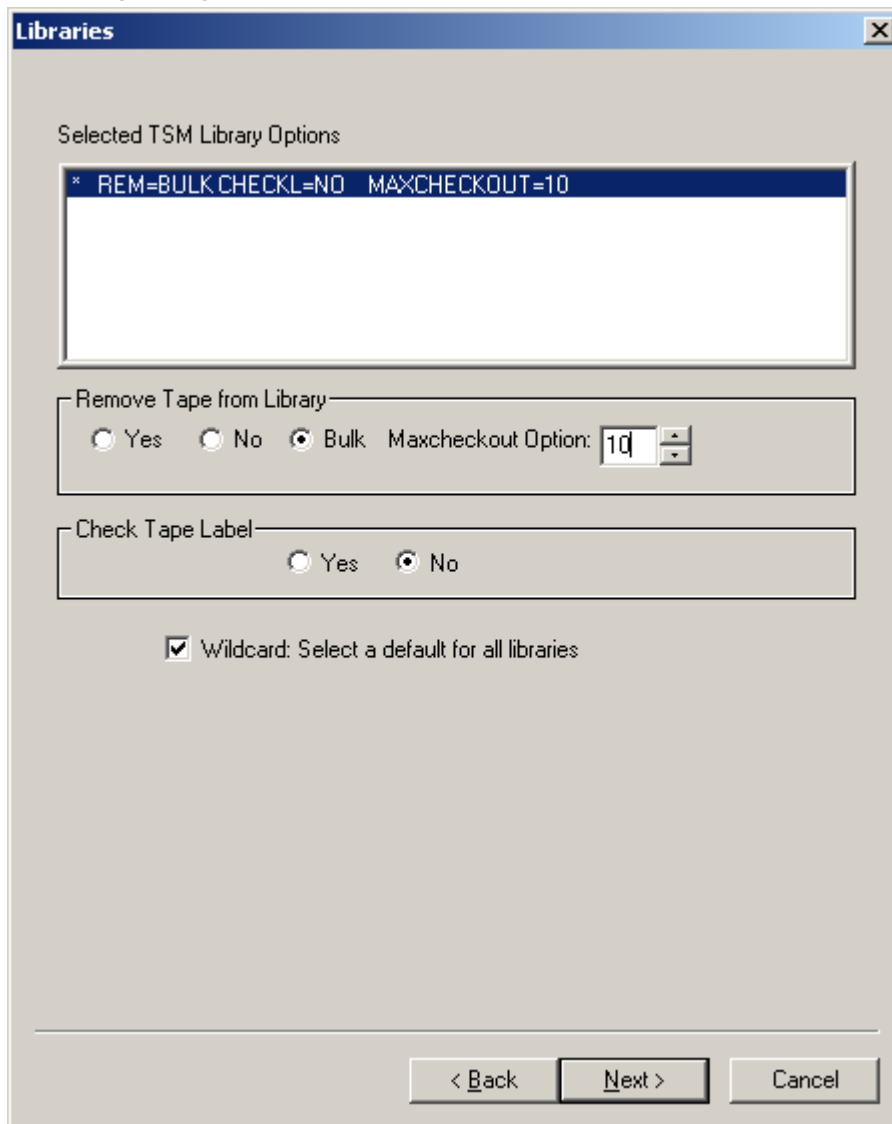 Libraries
Selected TSM Library Options
* REM=BULK CHECKL=NO MAXCHECKOUT=10
Remove Tape from Library
Yes No Bulk Maxcheckout Option: 10
Check Tape Label
Yes No
Wildcard: Select a default for all libraries
< Back Next > Cancel